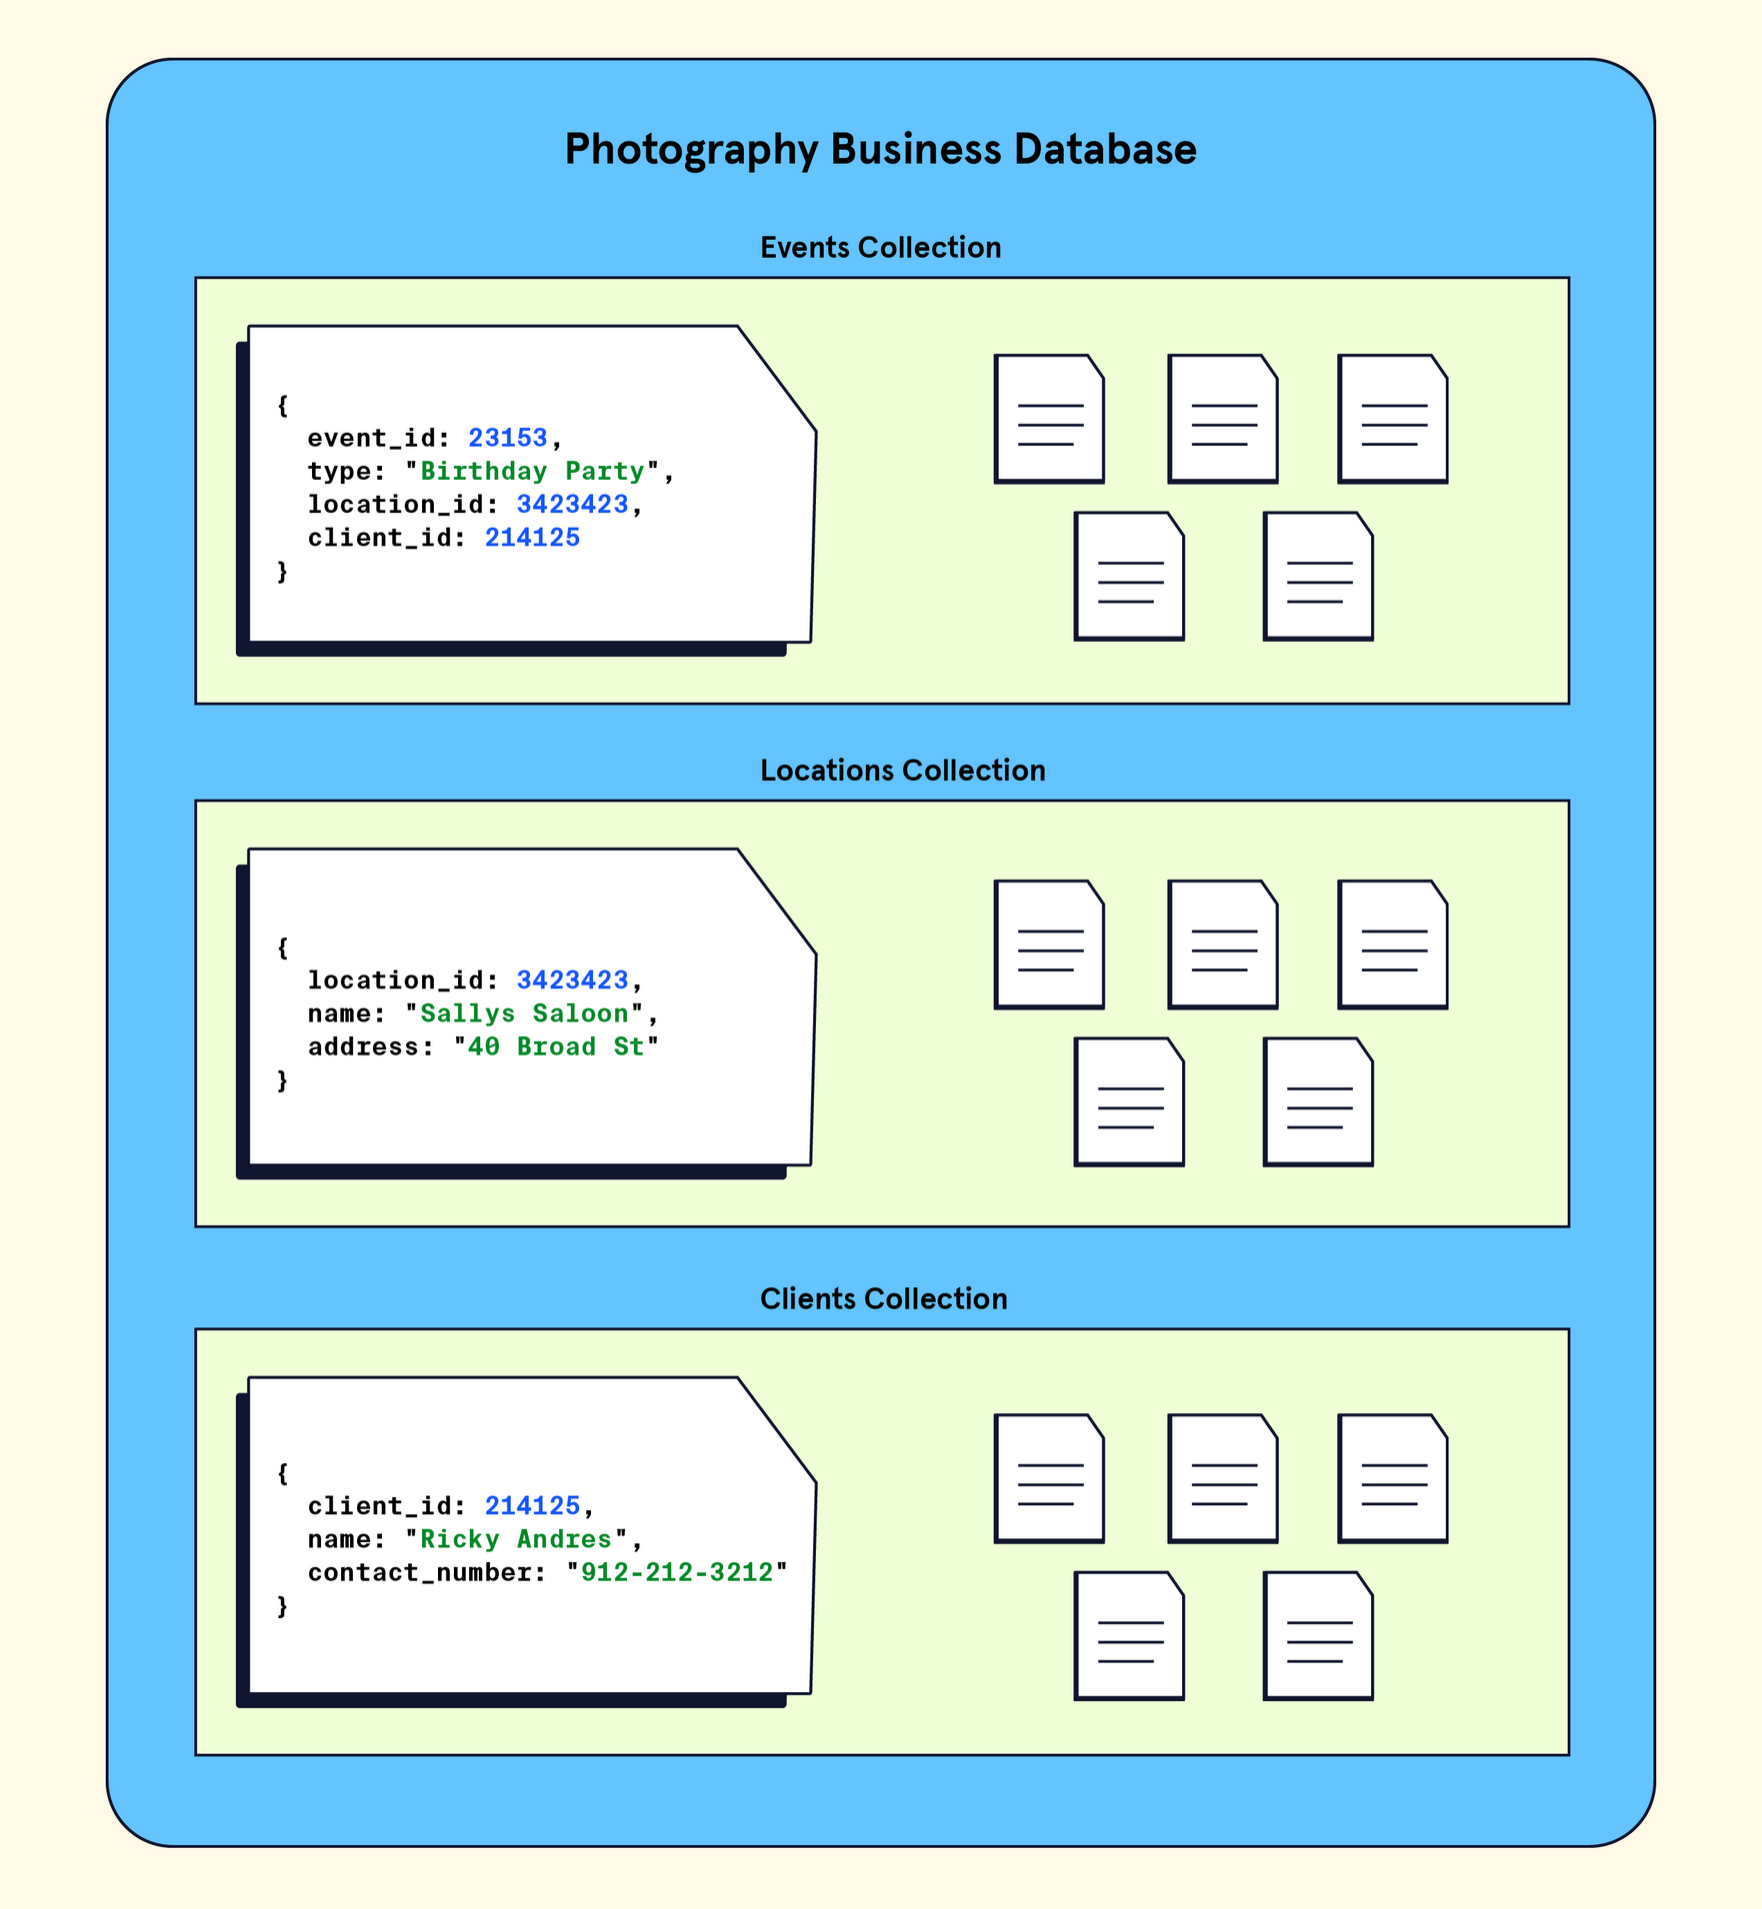 Photography Business Database
Events Collection
{
event_id: 23153,
type: "Birthday Party",
location_id: 3423423,
client_id: 214125
}
Locations Collection
{
location_id: 3423423,
name: "Sallys Saloon",
address: "40 Broad St"
}
Clients Collection
{
client_id: 214125,
name: "Ricky Andres",
contact_number: "912-212-3212"
}